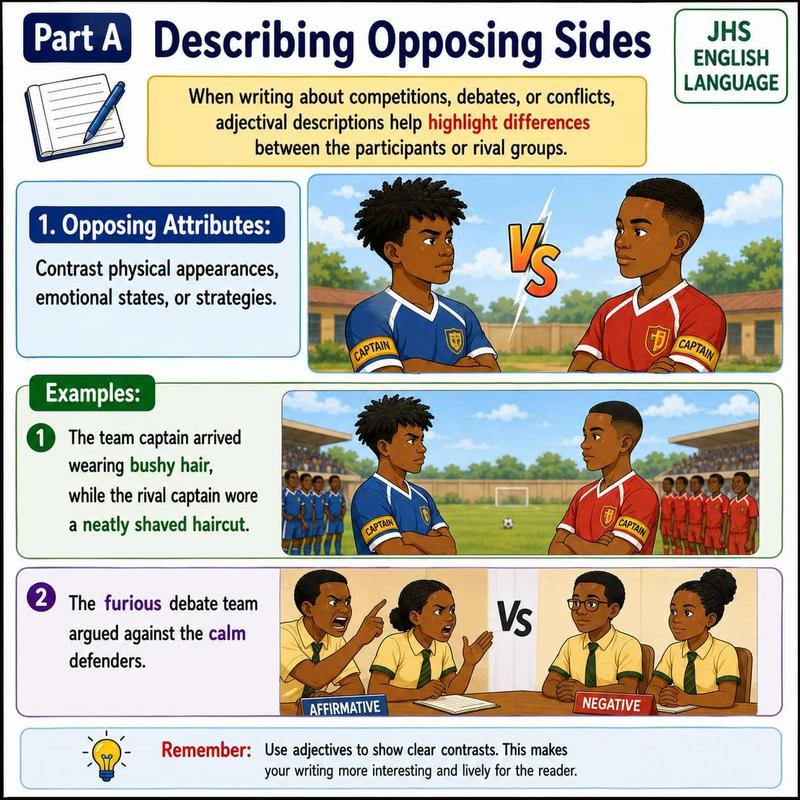 Part A
Describing Opposing Sides
JHS
ENGLISH
LANGUAGE
When writing about competitions, debates, or conflicts,
adjectival descriptions help highlight differences
between the participants or rival groups.
1. Opposing Attributes:
Contrast physical appearances,
emotional states, or strategies.
VS
CAPTAIN
CAPTAIN
Examples:
1
The team captain arrived
wearing bushy hair,
while the rival captain wore
a neatly shaved haircut.
CAPTAIN
CAPTAIN
2
The furious debate team
argued against the calm
defenders.
VS
AFFIRMATIVE
NEGATIVE
Remember: Use adjectives to show clear contrasts. This makes
your writing more interesting and lively for the reader.